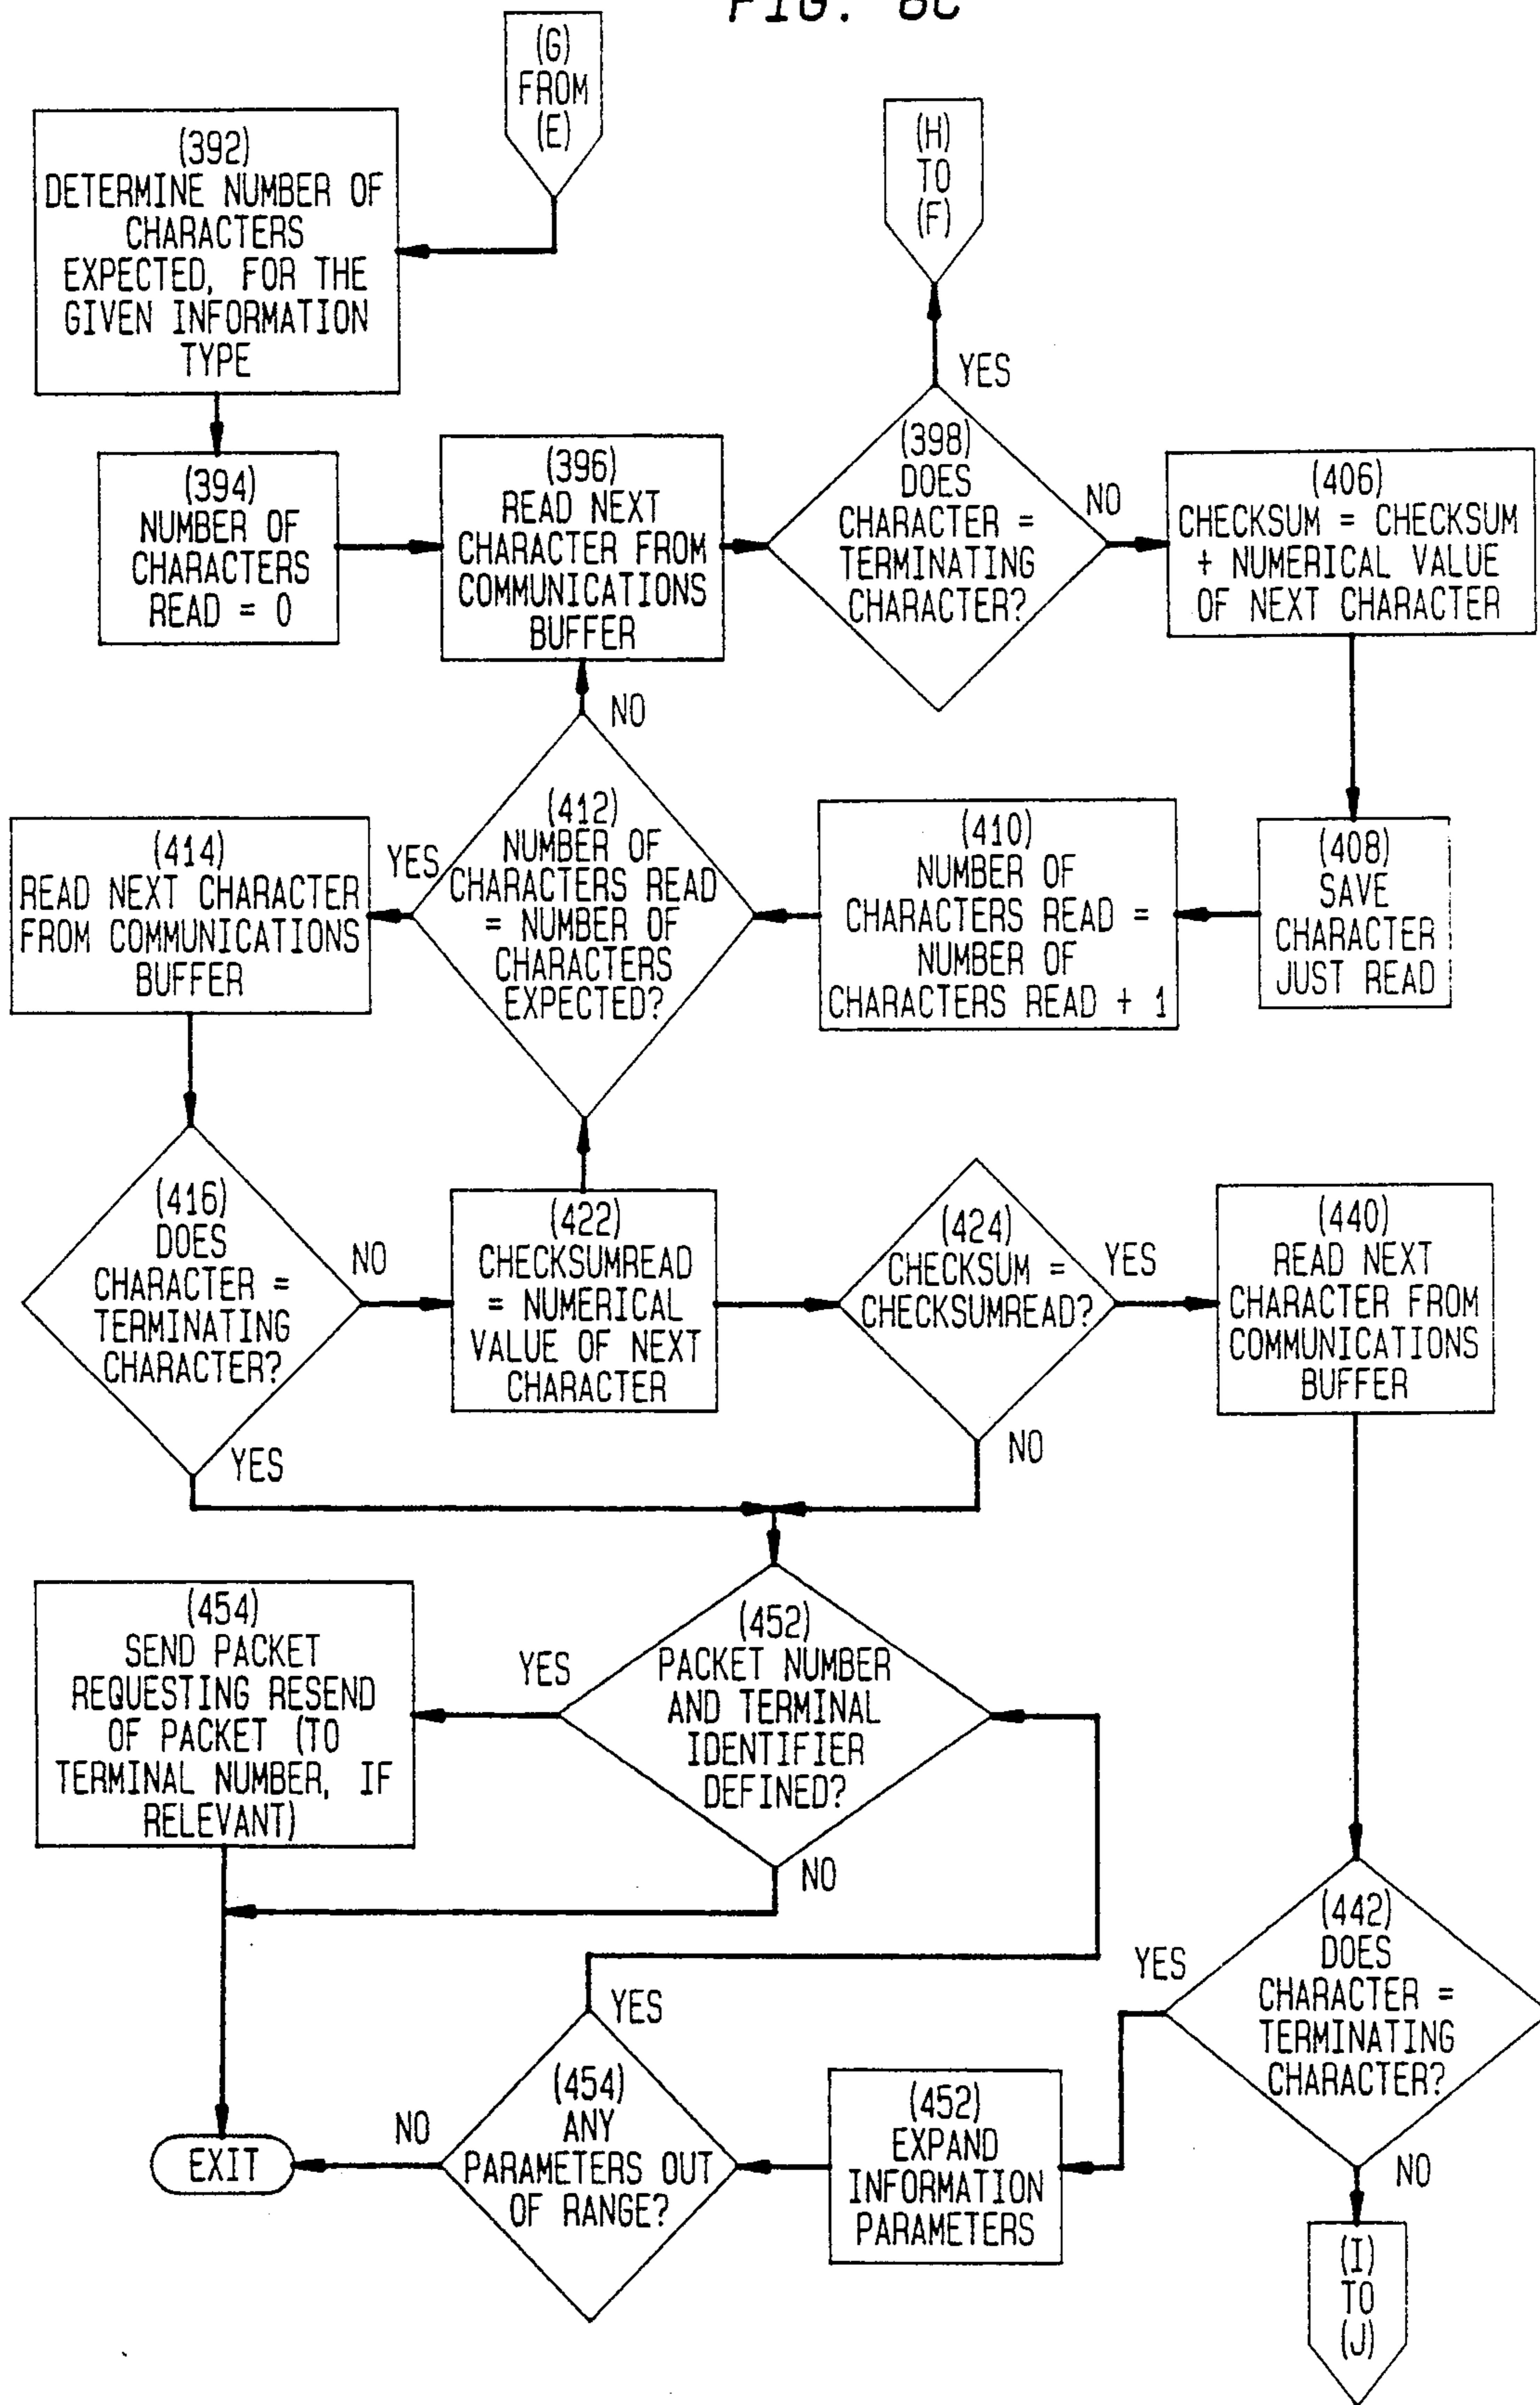 FIG. 6C
(G)
FROM
(E)
(392)
DETERMINE NUMBER OF
CHARACTERS
EXPECTED, FOR THE
GIVEN INFORMATION
TYPE
(H)
TO
(F)
YES
(394)
NUMBER OF
CHARACTERS
READ = 0
(396)
READ NEXT
CHARACTER FROM
COMMUNICATIONS
BUFFER
(398)
DOES
CHARACTER =
TERMINATING
CHARACTER?
NO
(406)
CHECKSUM = CHECKSUM
+ NUMERICAL VALUE
OF NEXT CHARACTER
NO
(414)
READ NEXT CHARACTER
FROM COMMUNICATIONS
BUFFER
YES
(412)
NUMBER OF
CHARACTERS READ
= NUMBER OF
CHARACTERS
EXPECTED?
(410)
NUMBER OF
CHARACTERS READ =
NUMBER OF
CHARACTERS READ + 1
(408)
SAVE
CHARACTER
JUST READ
(416)
DOES
CHARACTER =
TERMINATING
CHARACTER?
NO
(422)
CHECKSUMREAD
= NUMERICAL
VALUE OF NEXT
CHARACTER
(424)
CHECKSUM =
CHECKSUMREAD?
YES
(440)
READ NEXT
CHARACTER FROM
COMMUNICATIONS
BUFFER
YES
NO
(454)
SEND PACKET
REQUESTING RESEND
OF PACKET (TO
TERMINAL NUMBER, IF
RELEVANT)
YES
(452)
PACKET NUMBER
AND TERMINAL
IDENTIFIER
DEFINED?
NO
(442)
DOES
CHARACTER =
TERMINATING
CHARACTER?
YES
NO
YES
(454)
ANY
PARAMETERS OUT
OF RANGE?
NO
EXIT
(452)
EXPAND
INFORMATION
PARAMETERS
(I)
TO
(J)